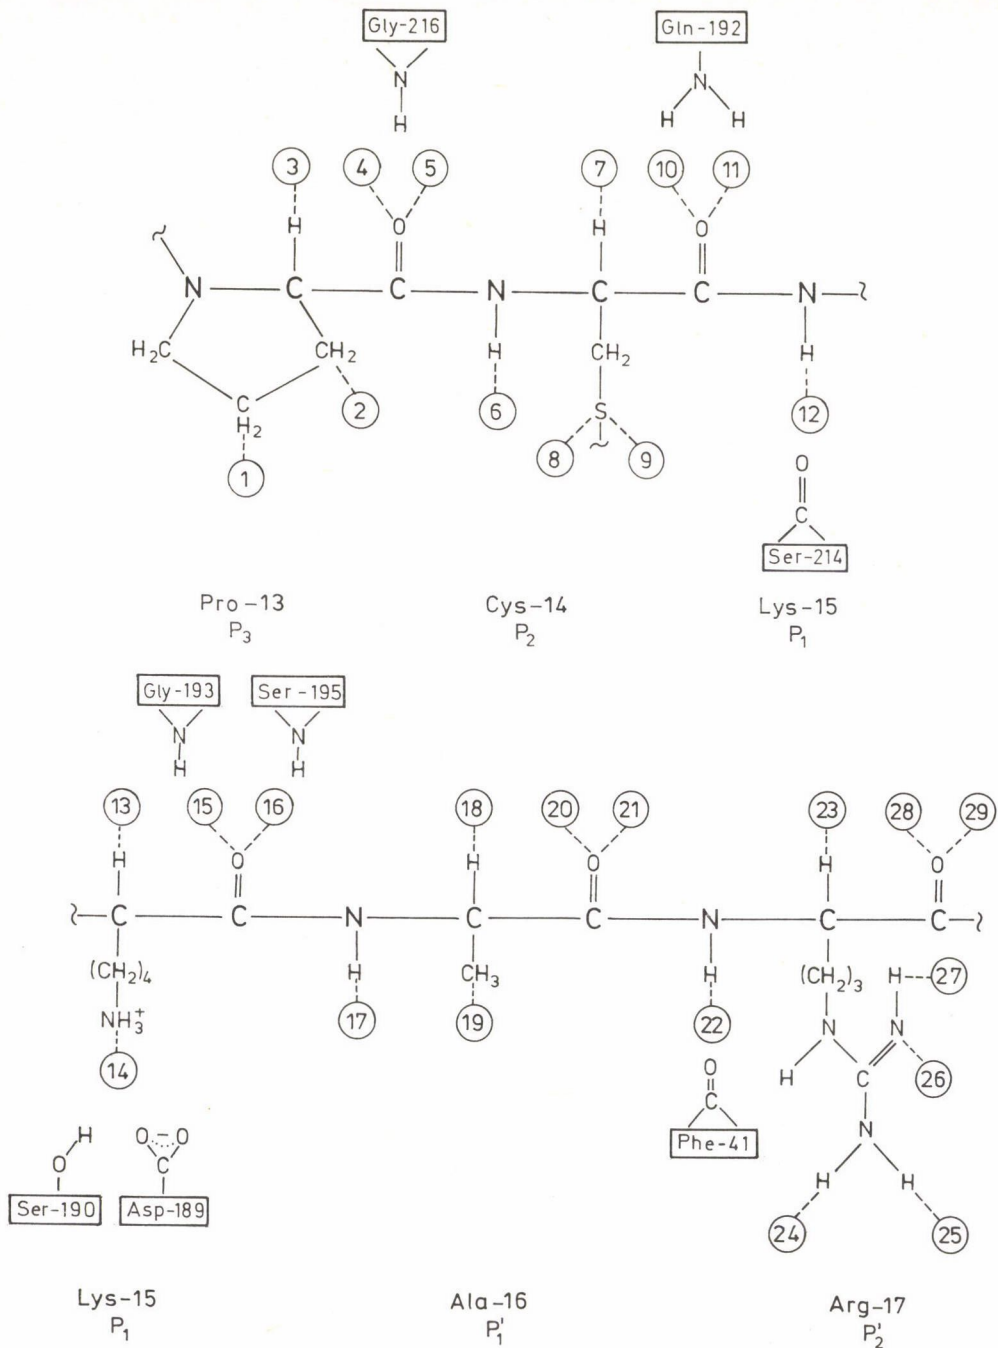 Gly-216 Gln-192
N N
H H H
3 4 5 7 10 11
H O H O
N C C N C C N
H₂C CH₂ H CH₂ H
C H₂ 2 6 S 12
1 8 9 O
C
Ser-214
Pro-13 Cys-14 Lys-15
P₃ P₂ P₁
Gly-193 Ser-195
N N
H H
13 15 16 18 20 21 23 28 29
H O H O H O
C C N C C N C C
(CH₂)₄ H CH₃ H (CH₂)₃ H 27
NH₃⁺ 17 19 22 N N
14 O H C 26
H O O⁻O C N
O C Phe-41 H H
Ser-190 Asp-189 24 25
Lys-15 Ala-16 Arg-17
P₁ P₁' P₂'